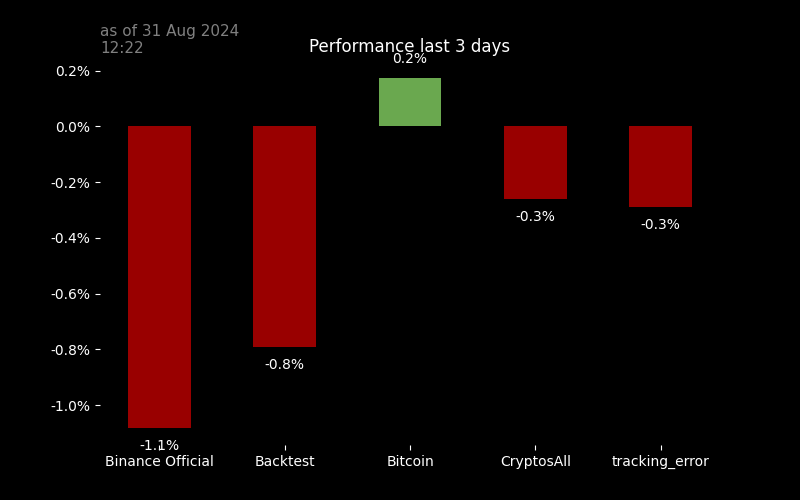 as of 31 Aug 2024
12:22
Performance last 3 days
0.2%
0.2%
0.0%
-0.2%
-0.3%
-0.3%
-0.4%
-0.6%
-0.8%
-0.8%
-1.0%
-1.1%
Binance Official
Backtest
Bitcoin
CryptosAll
tracking_error